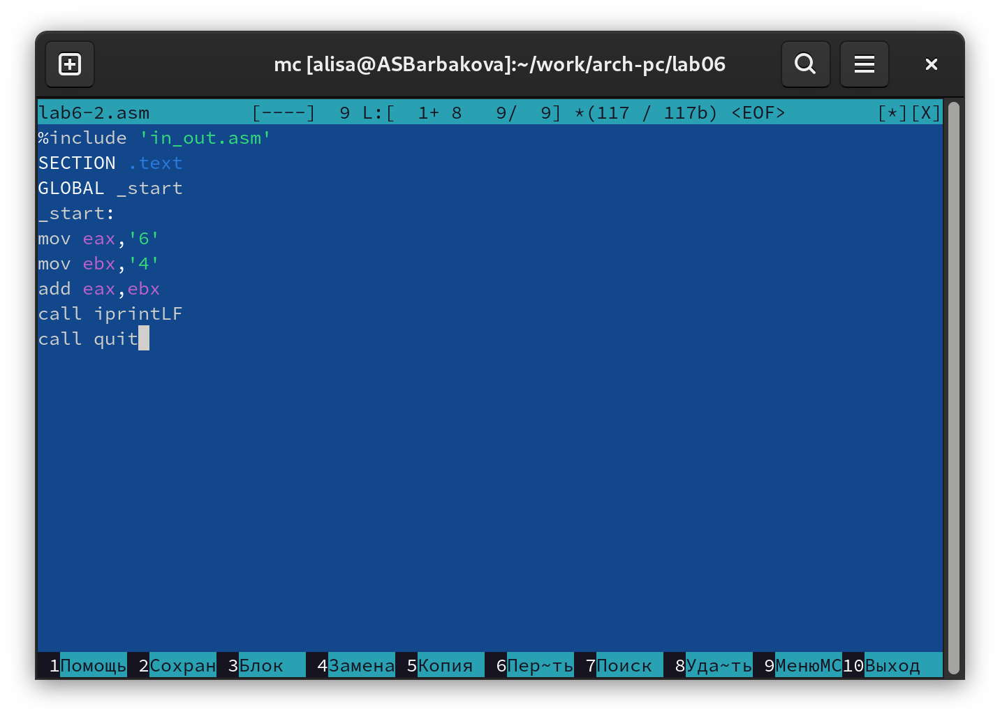 mc [alisa@ASBarbakova]:~/work/arch-pc/lab06
lab6-2.asm [----] 9 L:[ 1+ 8 9/ 9] *(117 / 117b) <EOF> [*][X]
%include 'in_out.asm'
SECTION .text
GLOBAL _start
_start:
mov eax,'6'
mov ebx,'4'
add eax,ebx
call iprintLF
call quit
1Помощь 2Сохран 3Блок 4Замена 5Копия 6Пер~ть 7Поиск 8Уда~ть 9МенюMC 10Выход